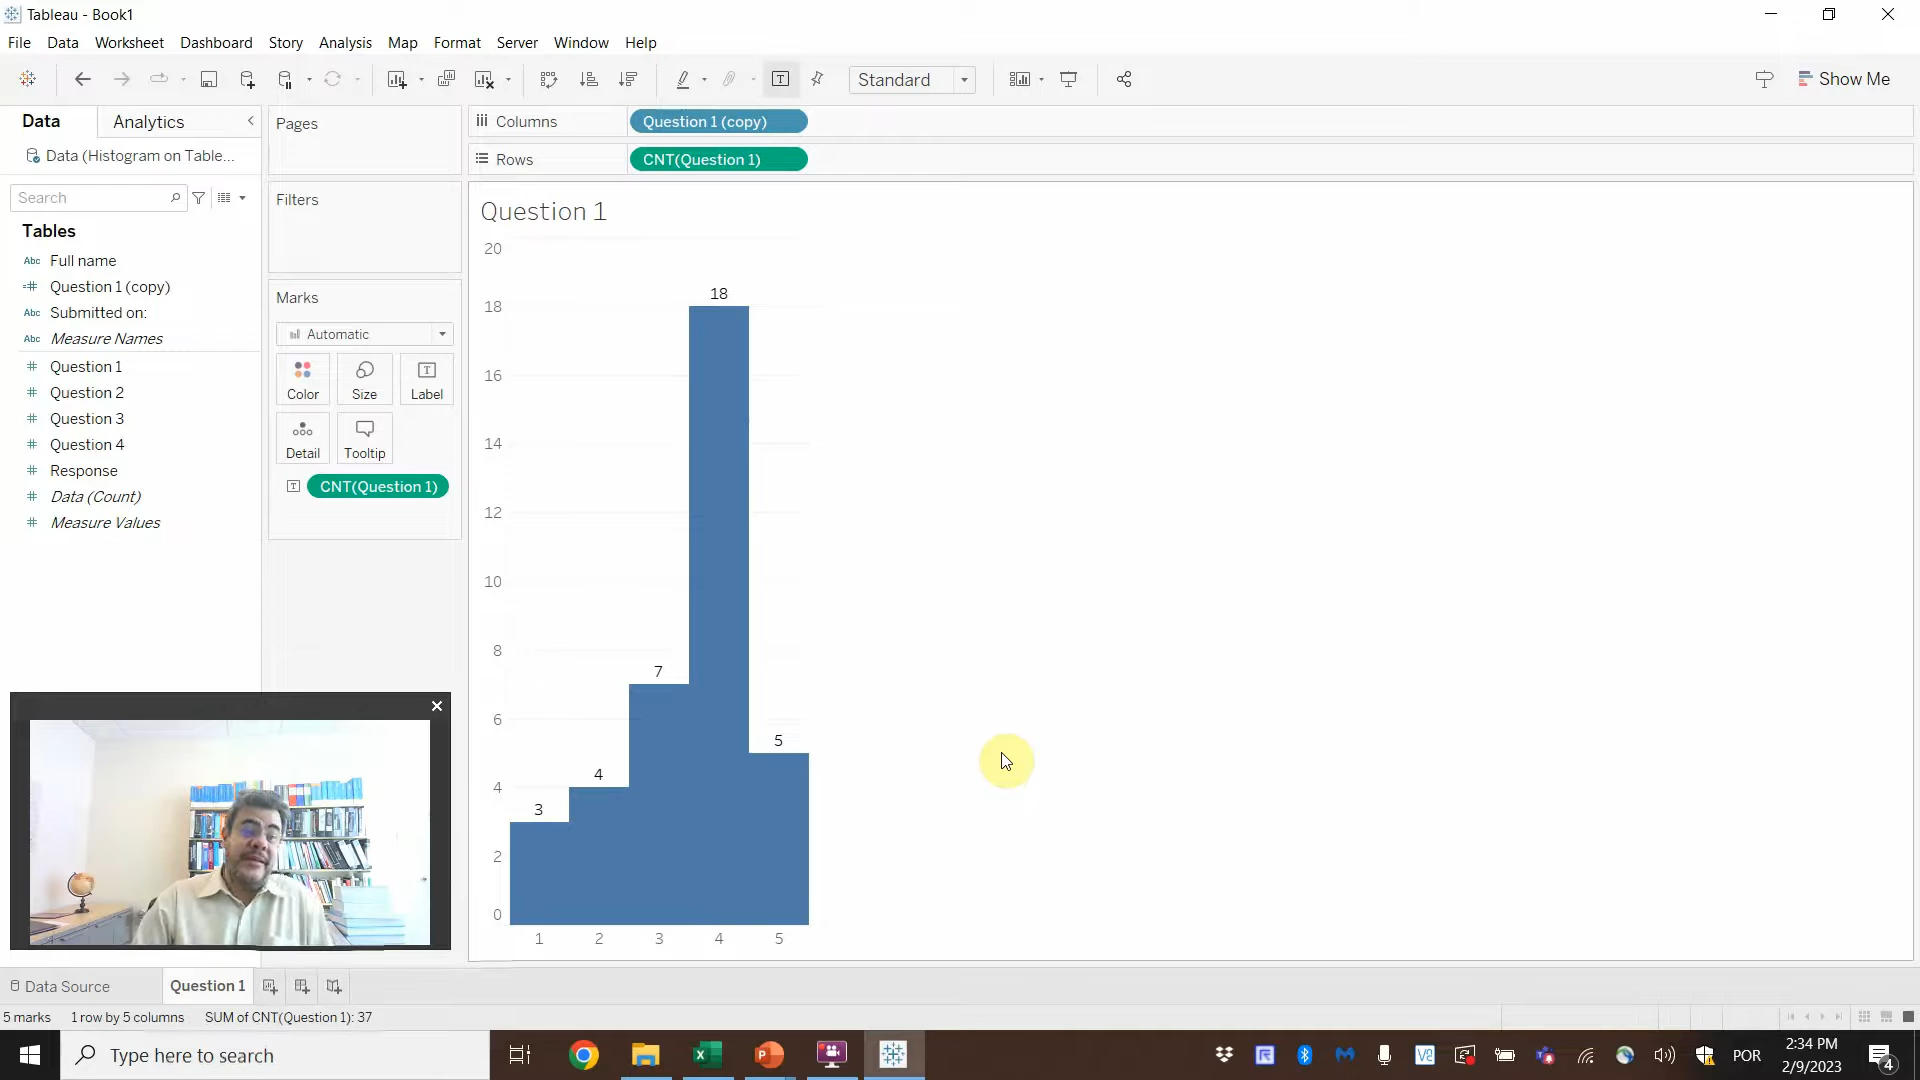 Tableau - Book1
File Data Worksheet Dashboard Story Analysis Map Format Server Window Help
Standard
Show Me
Data Analytics
Data (Histogram on Table...
Search
Tables
Abc Full name
Question 1 (copy)
Abc Submitted on:
Abc Measure Names
Question 1
Question 2
Question 3
Question 4
Response
Data (Count)
Measure Values
Pages
Filters
Marks
Automatic
Color Size Label
Detail Tooltip
CNT(Question 1)
Columns Question 1 (copy)
Rows CNT(Question 1)
Question 1
20
18
16
14
12
10
8
6
4
2
0
3
4
7
18
5
1 2 3 4 5
Data Source Question 1
5 marks 1 row by 5 columns SUM of CNT(Question 1): 37
Type here to search
POR
2:34 PM
2/9/2023
4